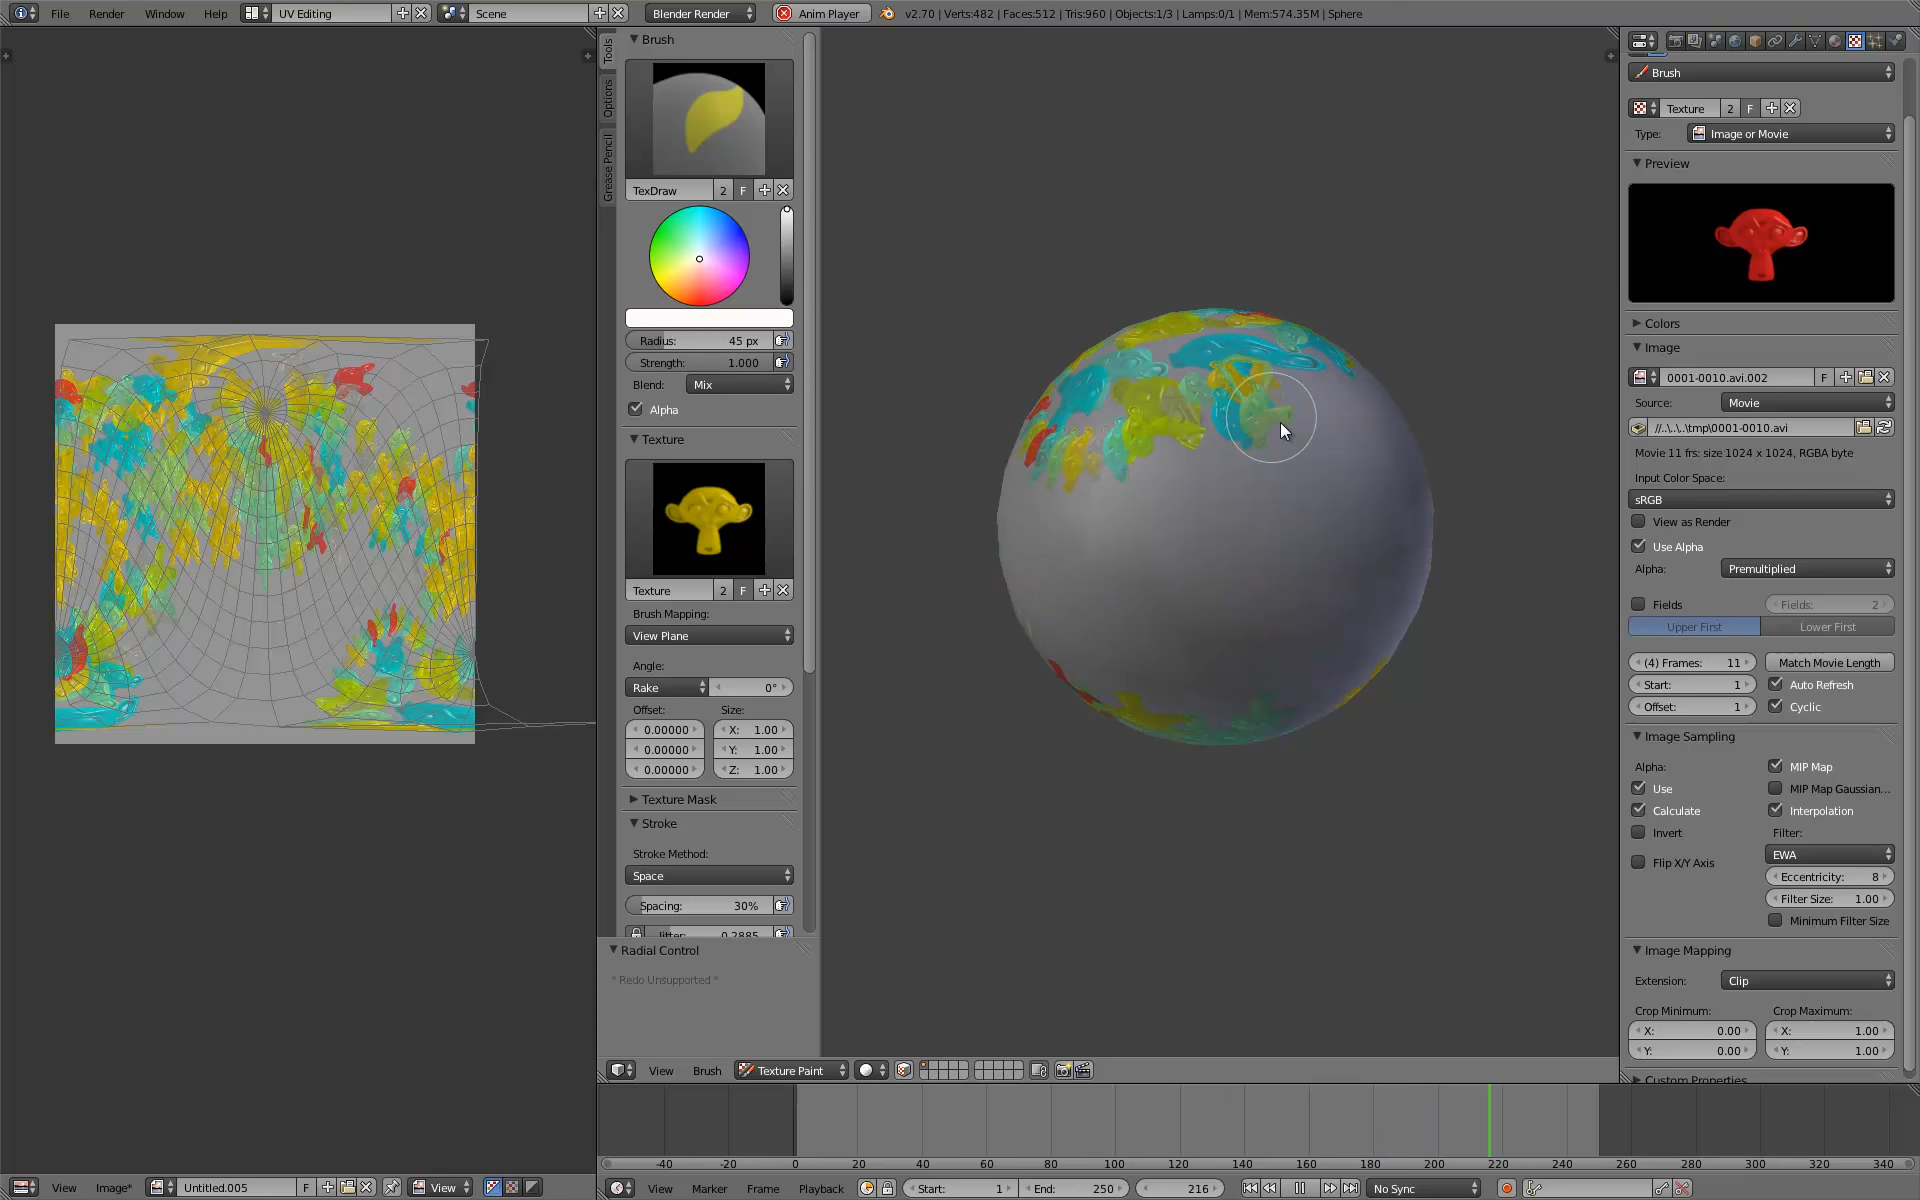 File Render Window Help UV Editing Scene Blender Render Anim Player v2.70 | Verts:482 | Faces:512 | Tris:960 | Objects:1/3 | Lamps:0/1 | Mem:574.35M | Sphere
Tools
Options
Grease Pencil
Brush
TexDraw 2 F
Radius: 45 px
Strength: 1.000
Blend: Mix
Alpha
Texture
Texture 2 F
Brush Mapping:
View Plane
Angle:
Rake 0°
Offset: Size:
0.00000 X: 1.00
0.00000 Y: 1.00
0.00000 Z: 1.00
Texture Mask
Stroke
Stroke Method:
Space
Spacing: 30%
Jitter: 0.2885
Radial Control
* Redo Unsupported *
View Brush Texture Paint
Brush
Texture 2 F
Type: Image or Movie
Preview
Colors
Image
0001-0010.avi.002 F
Source: Movie
//..\..\..\tmp\0001-0010.avi
Movie 11 frs: size 1024 x 1024, RGBA byte
Input Color Space:
sRGB
View as Render
Use Alpha
Alpha: Premultiplied
Fields Fields: 2
Upper First Lower First
(4) Frames: 11 Match Movie Length
Start: 1 Auto Refresh
Offset: 1 Cyclic
Image Sampling
Alpha: MIP Map
Use MIP Map Gaussian...
Calculate Interpolation
Invert Filter:
EWA
Flip X/Y Axis
Eccentricity: 8
Filter Size: 1.00
Minimum Filter Size
Image Mapping
Extension: Clip
Crop Minimum: Crop Maximum:
X: 0.00 X: 1.00
Y: 0.00 Y: 1.00
Custom Properties
-40 -20 0 20 40 60 80 100 120 140 160 180 200 220 240 260 280 300 320 340
View Image* Untitled.005 F View
View Marker Frame Playback Start: 1 End: 250 216 No Sync